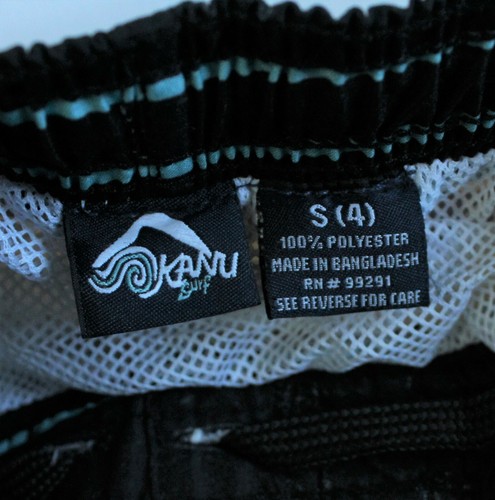 KANU
Surf
S (4)
100% POLYESTER
MADE IN BANGLADESH
RN # 99291
SEE REVERSE FOR CARE